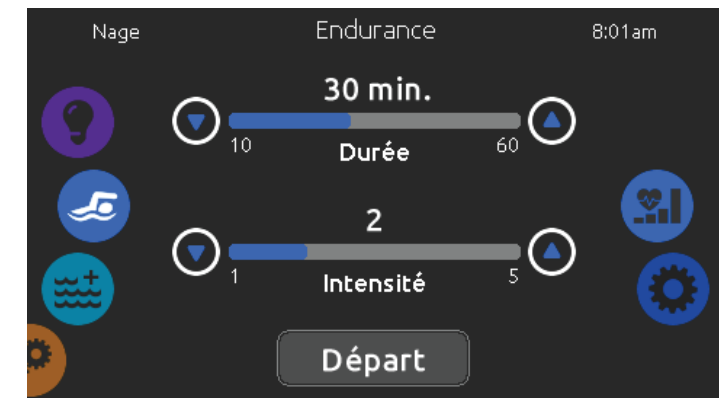 Nage Endurance 8:01am
30 min.
10 Durée 60
2
1 Intensité 5
Départ